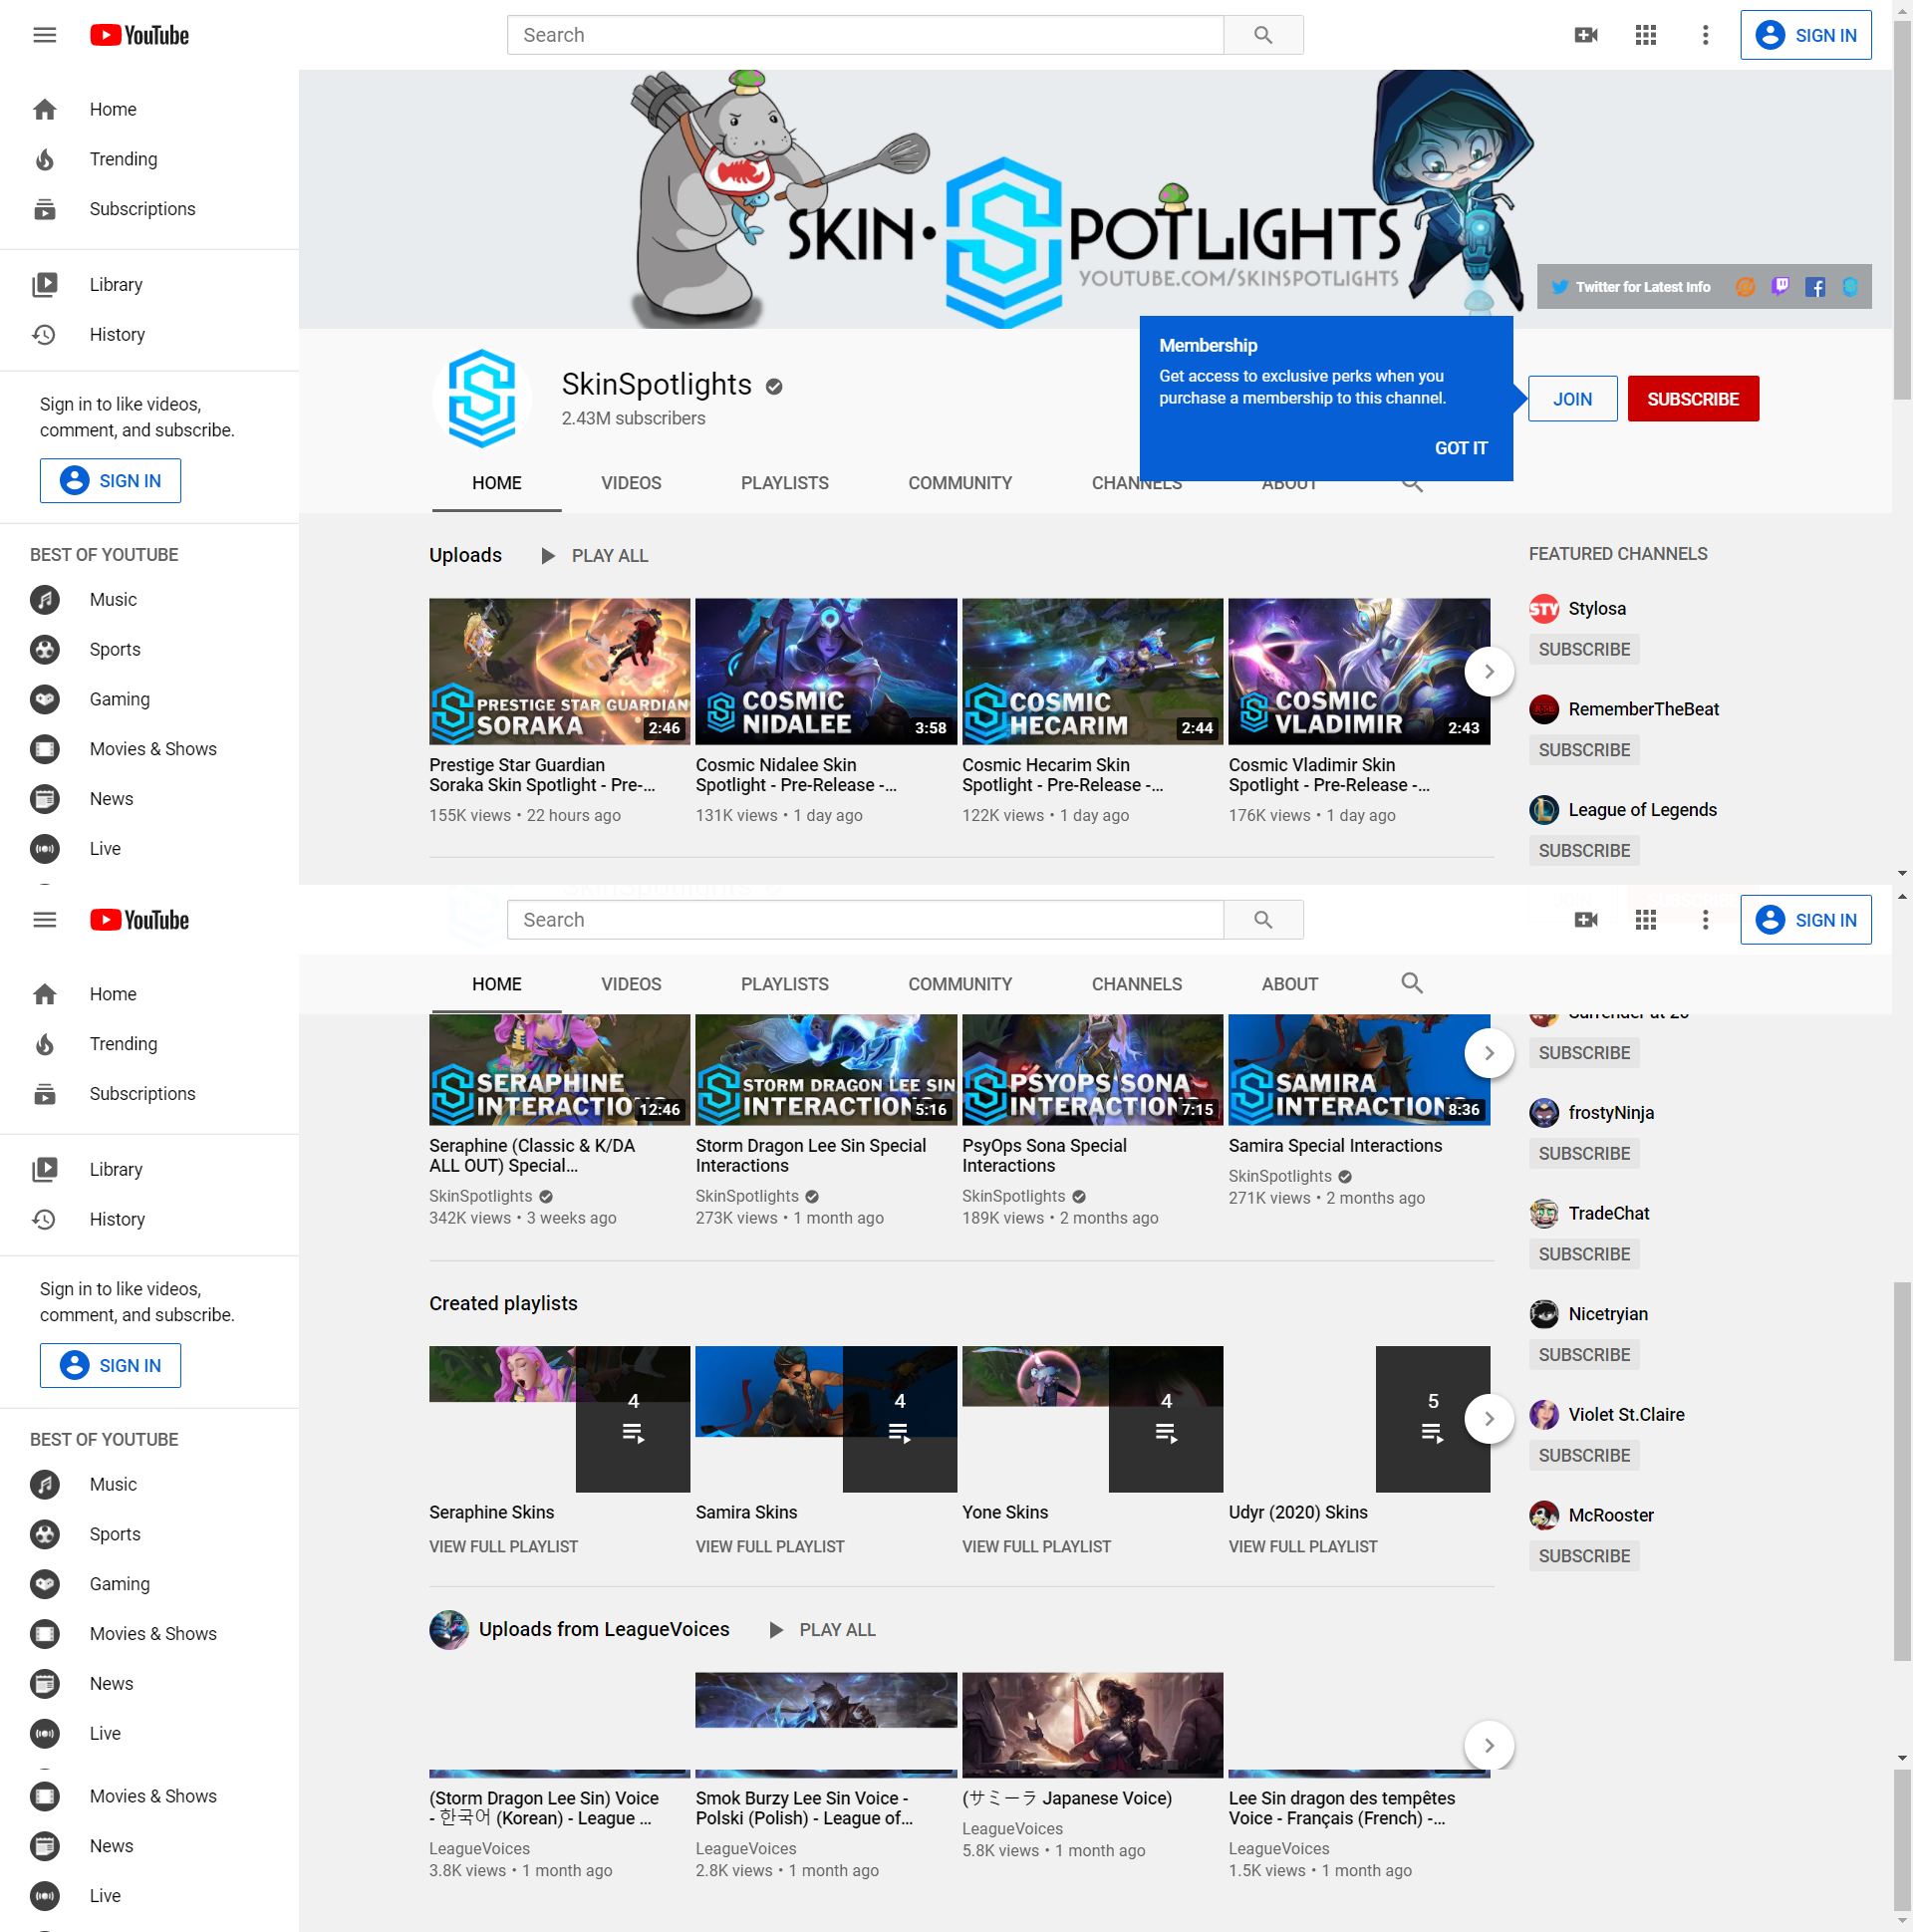 YouTube
Search
SIGN IN
Home
Trending
Subscriptions
Library
History
Sign in to like videos,
comment, and subscribe.
SIGN IN
BEST OF YOUTUBE
Music
Sports
Gaming
Movies & Shows
News
Live
SKIN·SPOTLIGHTS
YOUTUBE.COM/SKINSPOTLIGHTS
Twitter for Latest Info
Membership
Get access to exclusive perks when you
purchase a membership to this channel.
GOT IT
SkinSpotlights
2.43M subscribers
JOIN
SUBSCRIBE
HOME VIDEOS PLAYLISTS COMMUNITY CHANNELS ABOUT
Uploads PLAY ALL
PRESTIGE STAR GUARDIAN
SORAKA
2:46
COSMIC
NIDALEE
3:58
COSMIC
HECARIM
2:44
COSMIC
VLADIMIR
2:43
Prestige Star Guardian
Soraka Skin Spotlight - Pre-...
155K views • 22 hours ago
Cosmic Nidalee Skin
Spotlight - Pre-Release -...
131K views • 1 day ago
Cosmic Hecarim Skin
Spotlight - Pre-Release -...
122K views • 1 day ago
Cosmic Vladimir Skin
Spotlight - Pre-Release -...
176K views • 1 day ago
FEATURED CHANNELS
STY
Stylosa
SUBSCRIBE
RememberTheBeat
SUBSCRIBE
League of Legends
SUBSCRIBE
YouTube
Search
SIGN IN
Home
Trending
Subscriptions
Library
History
Sign in to like videos,
comment, and subscribe.
SIGN IN
BEST OF YOUTUBE
Music
Sports
Gaming
Movies & Shows
News
Live
HOME VIDEOS PLAYLISTS COMMUNITY CHANNELS ABOUT
SERAPHINE
INTERACTIONS
12:46
STORM DRAGON LEE SIN
INTERACTIONS
5:16
PSYOPS SONA
INTERACTIONS
7:15
SAMIRA
INTERACTIONS
8:36
Seraphine (Classic & K/DA
ALL OUT) Special...
SkinSpotlights
342K views • 3 weeks ago
Storm Dragon Lee Sin Special
Interactions
SkinSpotlights
273K views • 1 month ago
PsyOps Sona Special
Interactions
SkinSpotlights
189K views • 2 months ago
Samira Special Interactions
SkinSpotlights
271K views • 2 months ago
Created playlists
4
4
4
5
Seraphine Skins
VIEW FULL PLAYLIST
Samira Skins
VIEW FULL PLAYLIST
Yone Skins
VIEW FULL PLAYLIST
Udyr (2020) Skins
VIEW FULL PLAYLIST
Surrender at 20
SUBSCRIBE
frostyNinja
SUBSCRIBE
TradeChat
SUBSCRIBE
Nicetryian
SUBSCRIBE
Violet St.Claire
SUBSCRIBE
McRooster
SUBSCRIBE
Uploads from LeagueVoices PLAY ALL
(Storm Dragon Lee Sin) Voice
- 한국어 (Korean) - League ...
LeagueVoices
3.8K views • 1 month ago
Smok Burzy Lee Sin Voice -
Polski (Polish) - League of...
LeagueVoices
2.8K views • 1 month ago
(サミーラ Japanese Voice)
LeagueVoices
5.8K views • 1 month ago
Lee Sin dragon des tempêtes
Voice - Français (French) -...
LeagueVoices
1.5K views • 1 month ago
Movies & Shows
News
Live